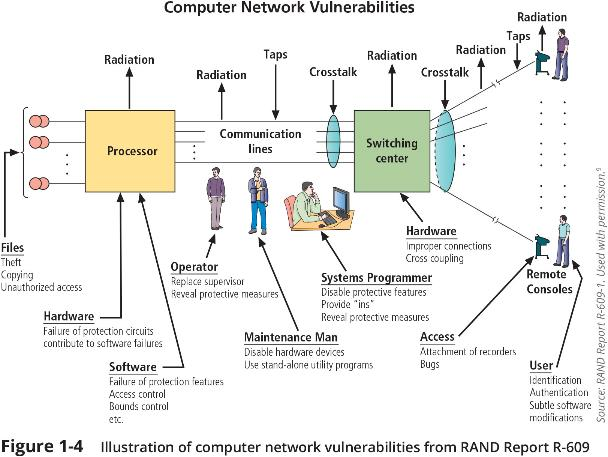 Computer Network Vulnerabilities
Radiation
Taps
Radiation
Radiation
Taps
Radiation
Radiation
Crosstalk
Crosstalk
Processor
Communication
lines
Switching
center
Files
Theft
Copying
Unauthorized access
Hardware
Failure of protection circuits
contribute to software failures
Software
Failure of protection features
Access control
Bounds control
etc.
Operator
Replace supervisor
Reveal protective measures
Maintenance Man
Disable hardware devices
Use stand-alone utility programs
Systems Programmer
Disable protective features
Provide "ins"
Reveal protective measures
Hardware
Improper connections
Cross coupling
Access
Attachment of recorders
Bugs
Remote
Consoles
User
Identification
Authentication
Subtle software
modifications
Source: RAND Report R-609-1, Used with permission.⁹
Figure 1-4 Illustration of computer network vulnerabilities from RAND Report R-609